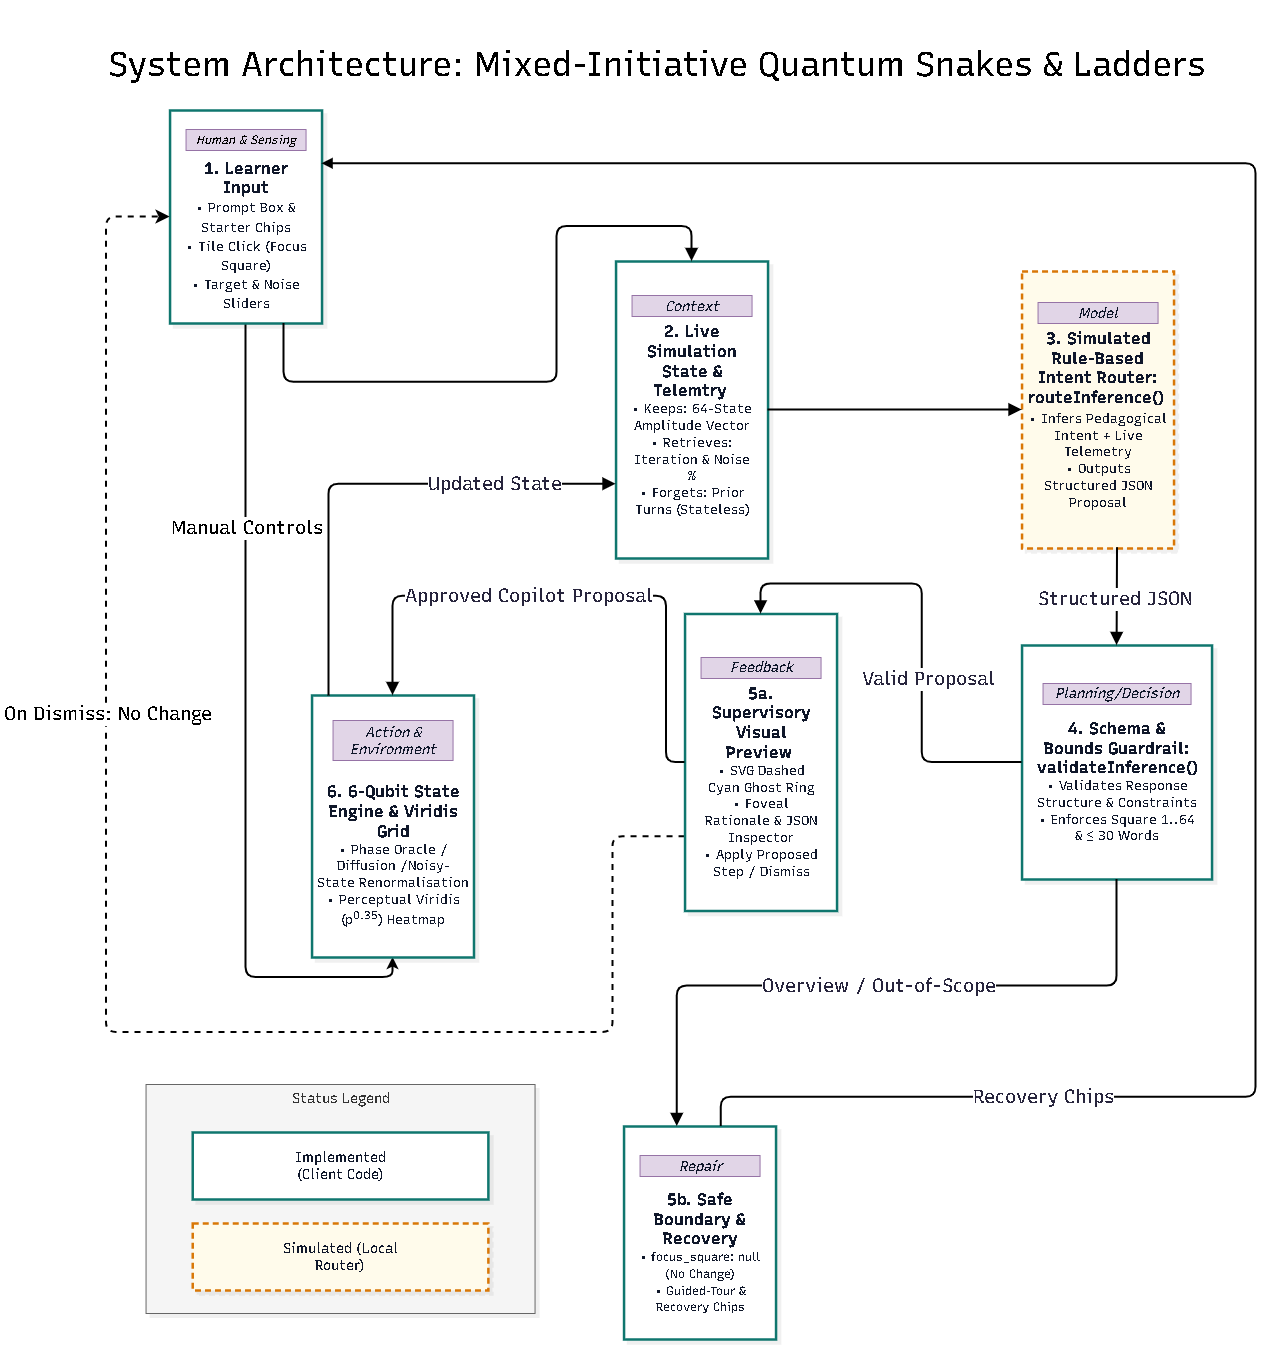 System Architecture: Mixed-Initiative Quantum Snakes & Ladders
Human & Sensing
1. Learner
Input
• Prompt Box &
Starter Chips
• Tile Click (Focus
Square)
• Target & Noise
Sliders
Context
2. Live
Simulation
State &
Telemtry
• Keeps: 64-State
Amplitude Vector
• Retrieves:
Iteration & Noise
%
• Forgets: Prior
Turns (Stateless)
Model
3. Simulated
Rule-Based
Intent Router:
routeInference()
• Infers Pedagogical
Intent + Live
Telemetry
• Outputs
Structured JSON
Proposal
Updated State
Manual Controls
Approved Copilot Proposal
Structured JSON
Valid Proposal
On Dismiss: No Change
Feedback
5a.
Supervisory
Visual
Preview
• SVG Dashed
Cyan Ghost Ring
• Foveal
Rationale & JSON
Inspector
• Apply Proposed
Step / Dismiss
Planning/Decision
4. Schema &
Bounds Guardrail:
validateInference()
• Validates Response
Structure & Constraints
• Enforces Square 1..64
& ≤ 30 Words
Action &
Environment
6. 6-Qubit State
Engine & Viridis
Grid
• Phase Oracle /
Diffusion /Noisy-
State Renormalisation
• Perceptual Viridis
(p^0.35) Heatmap
Overview / Out-of-Scope
Recovery Chips
Status Legend
Implemented
(Client Code)
Simulated (Local
Router)
Repair
5b. Safe
Boundary &
Recovery
• focus_square: null
(No Change)
• Guided-Tour &
Recovery Chips